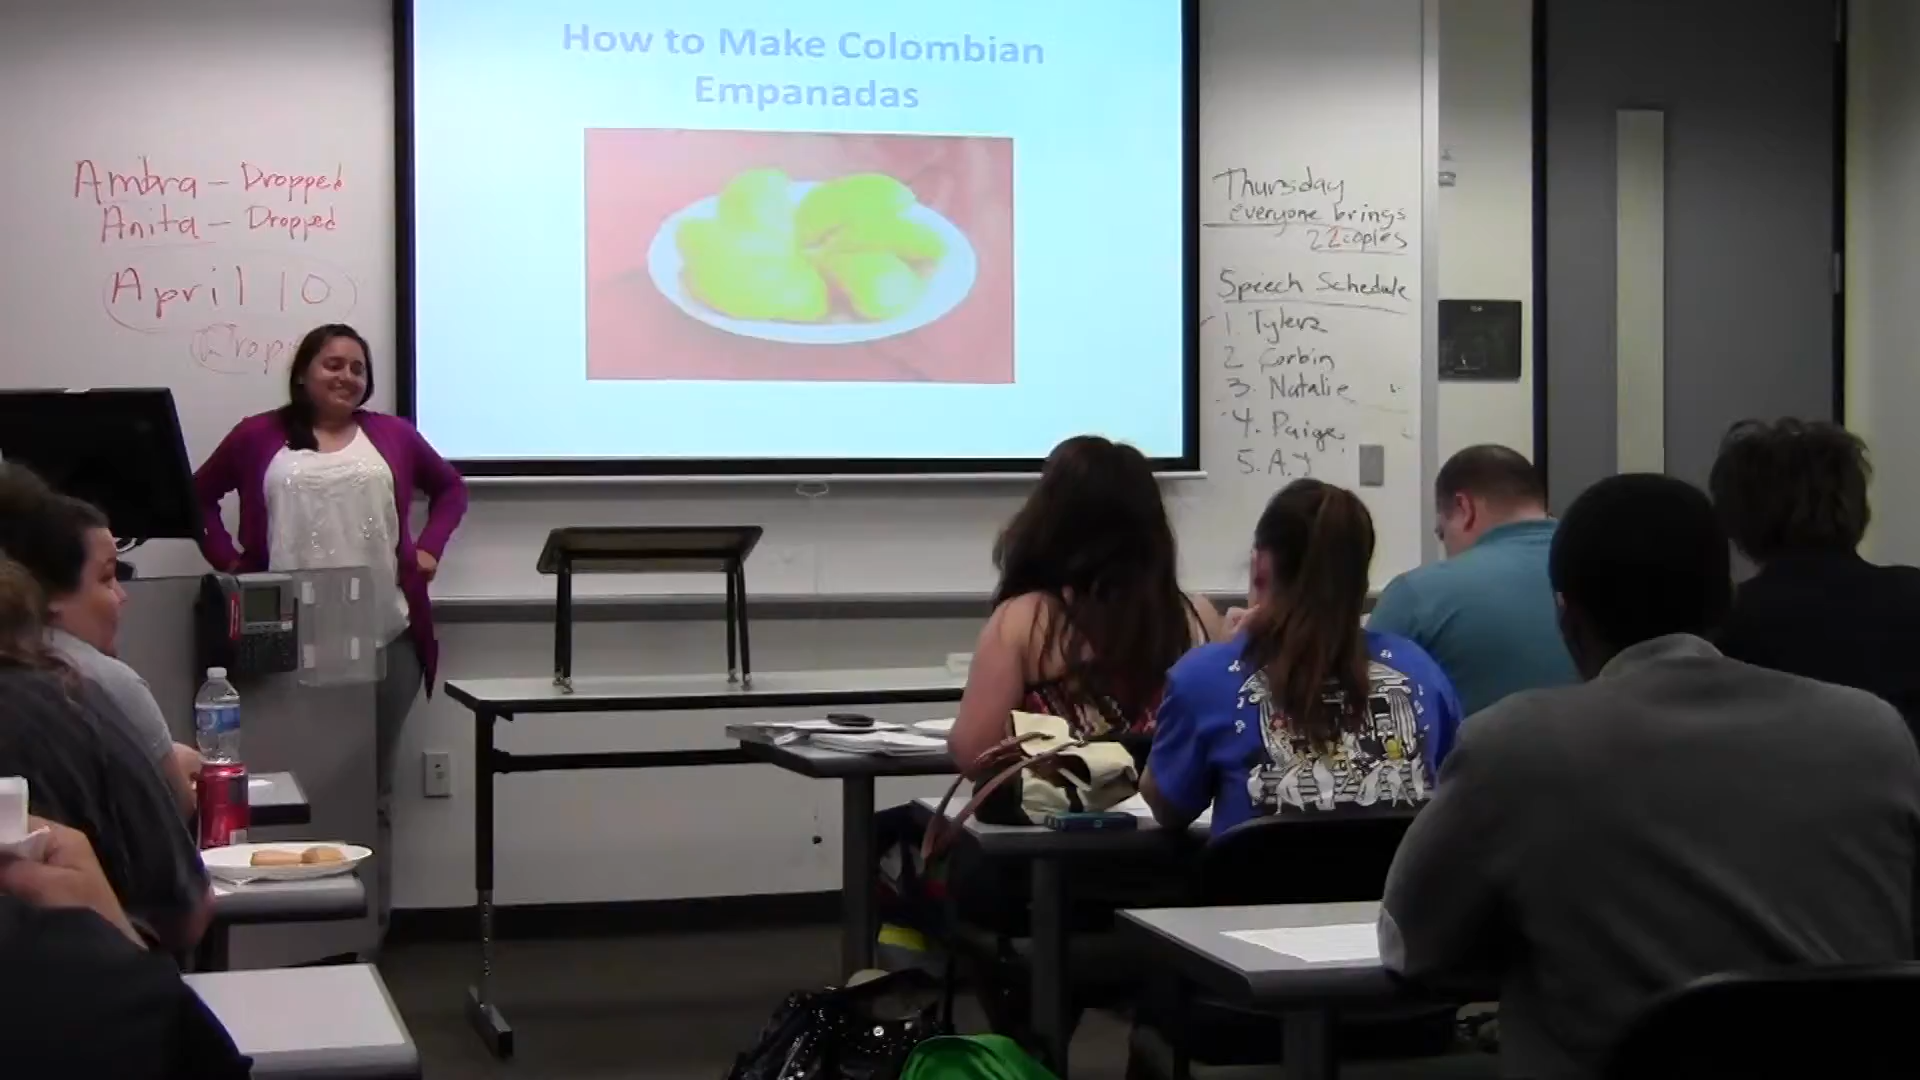 How to Make Colombian
Empanadas
Ambra - Dropped
Anita - Dropped
April 10
Thursday
everyone brings
22 copies
Speech Schedule
1. Tyler
2 Corbin
3. Natalie
4. Paige
5. A.J